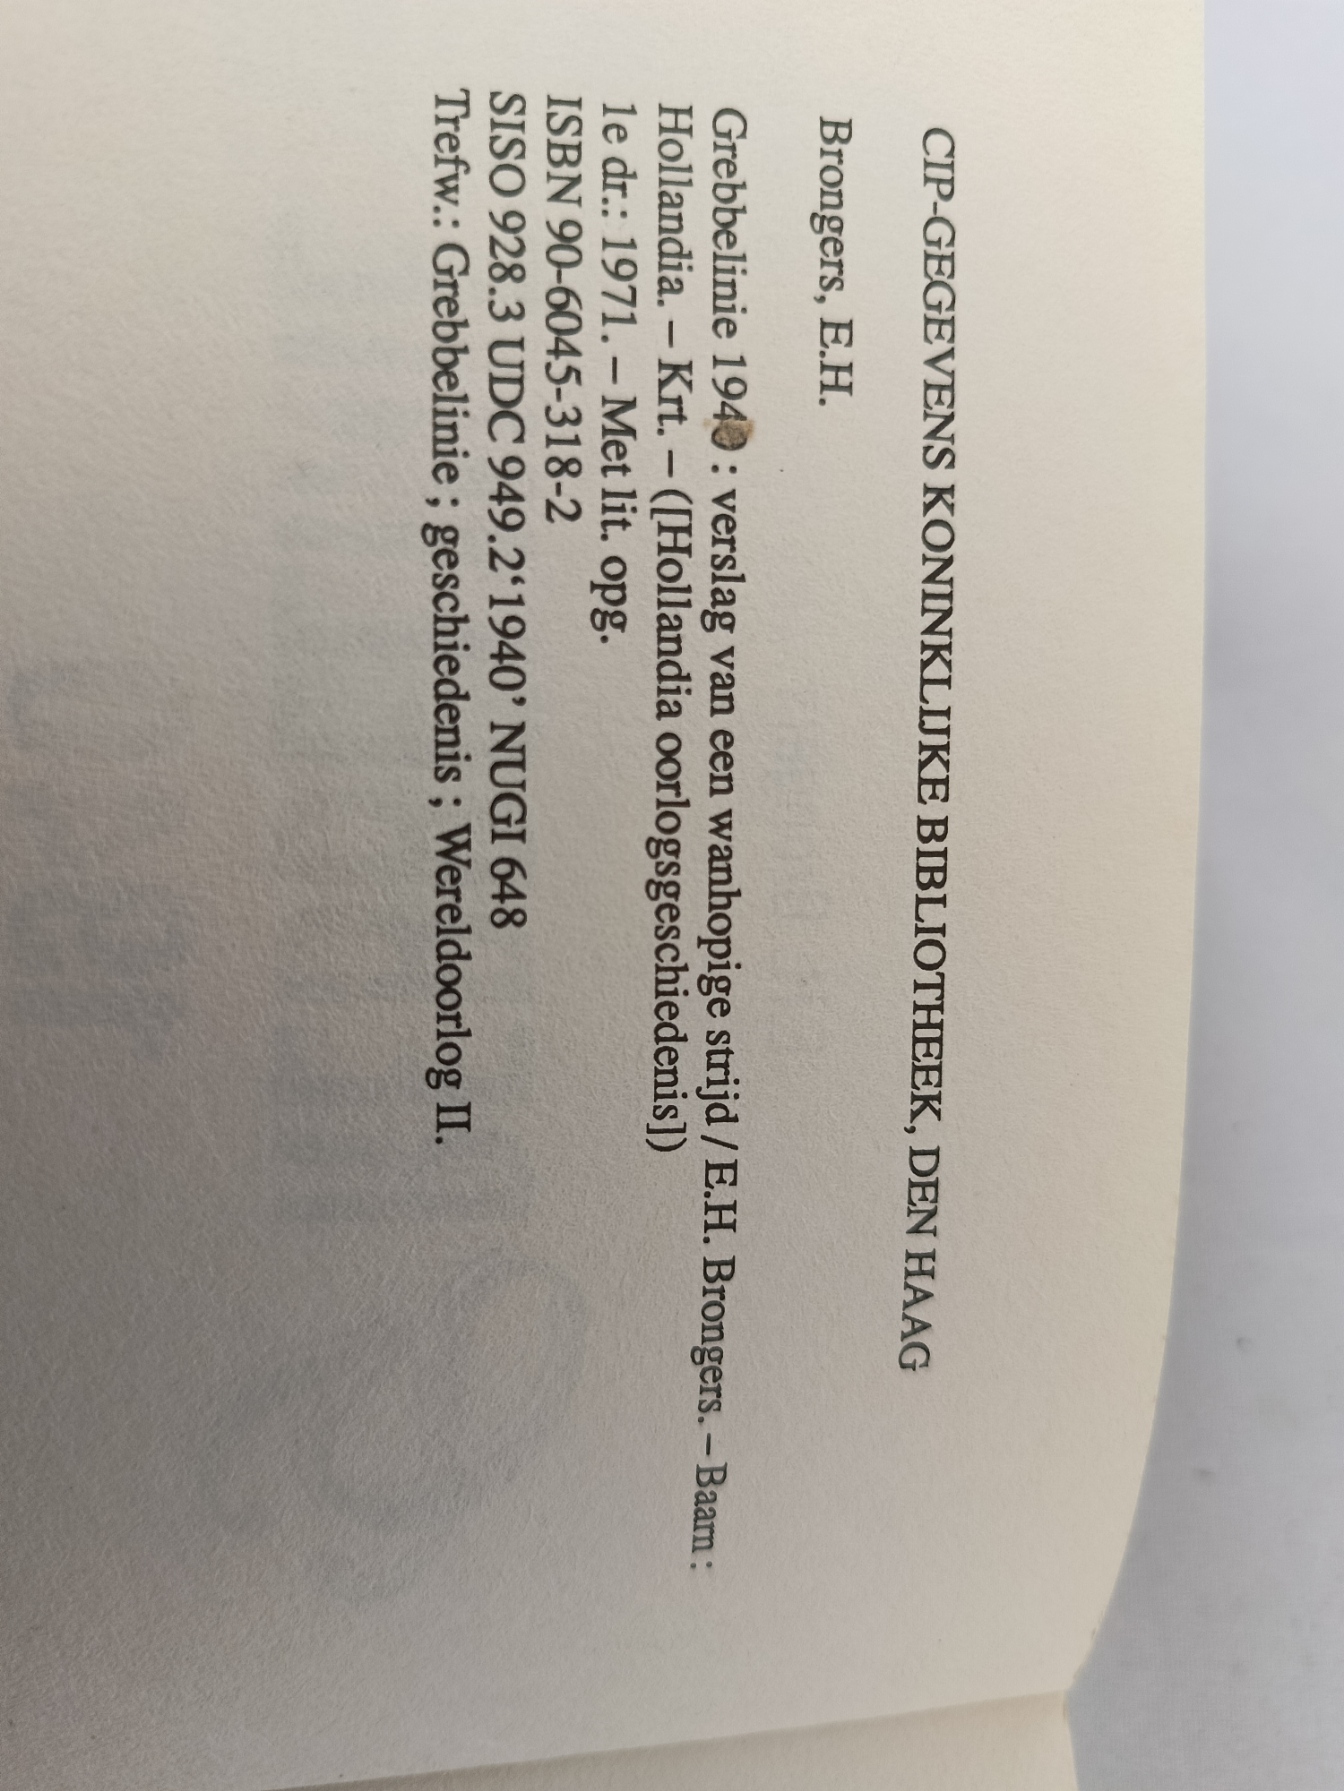 CIP-GEGEVENS KONINKLIJKE BIBLIOTHEEK, DEN HAAG
Brongers, E.H.
Grebbelinie 1940 : verslag van een wanhopige strijd / E.H. Brongers. – Baarn :
Hollandia. – Krt. – ([Hollandia oorlogsgeschiedenis])
1e dr.: 1971. – Met lit. opg.
ISBN 90-6045-318-2
SISO 928.3 UDC 949.2‘1940’ NUGI 648
Trefw.: Grebbelinie ; geschiedenis ; Wereldoorlog II.